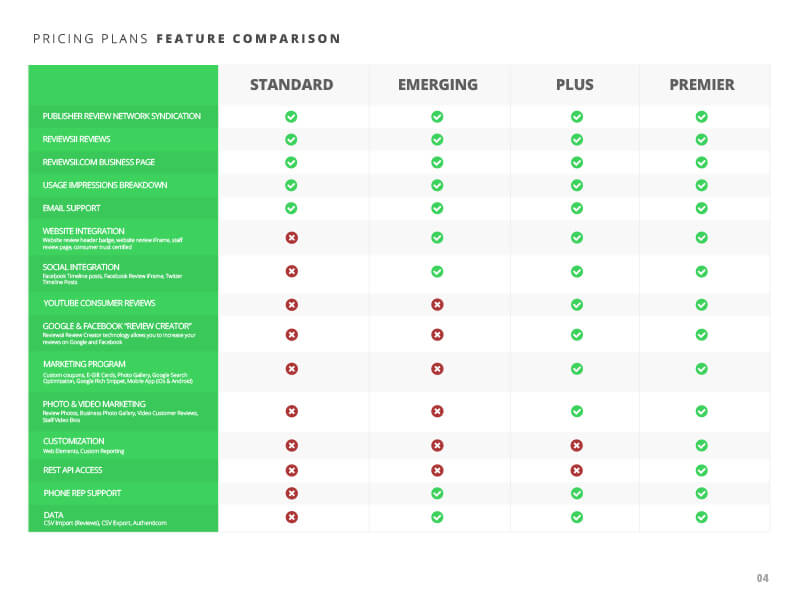 PRICING PLANS FEATURE COMPARISON
STANDARD EMERGING PLUS PREMIER
PUBLISHER REVIEW NETWORK SYNDICATION
REVIEWSII REVIEWS
REVIEWSII.COM BUSINESS PAGE
USAGE IMPRESSIONS BREAKDOWN
EMAIL SUPPORT
WEBSITE INTEGRATION
Website review header badge, website review iFrame, staff
review page, consumer trust certified
SOCIAL INTEGRATION
Facebook Timeline posts, Facebook Review iFrame, Twitter
Timeline Posts
YOUTUBE CONSUMER REVIEWS
GOOGLE & FACEBOOK "REVIEW CREATOR"
Reviewsii Review Creator technology allows you to increase your
reviews on Google and Facebook
MARKETING PROGRAM
Custom coupons, E-Gift Cards, Photo Gallery, Google Search
Optimization, Google Rich Snippet, Mobile App (iOS & Android)
PHOTO & VIDEO MARKETING
Review Photos, Business Photo Gallery, Video Customer Reviews,
Staff Video Bios
CUSTOMIZATION
Web Elements, Custom Reporting
REST API ACCESS
PHONE REP SUPPORT
DATA
CSV Import (Reviews), CSV Export, Authenticom
04